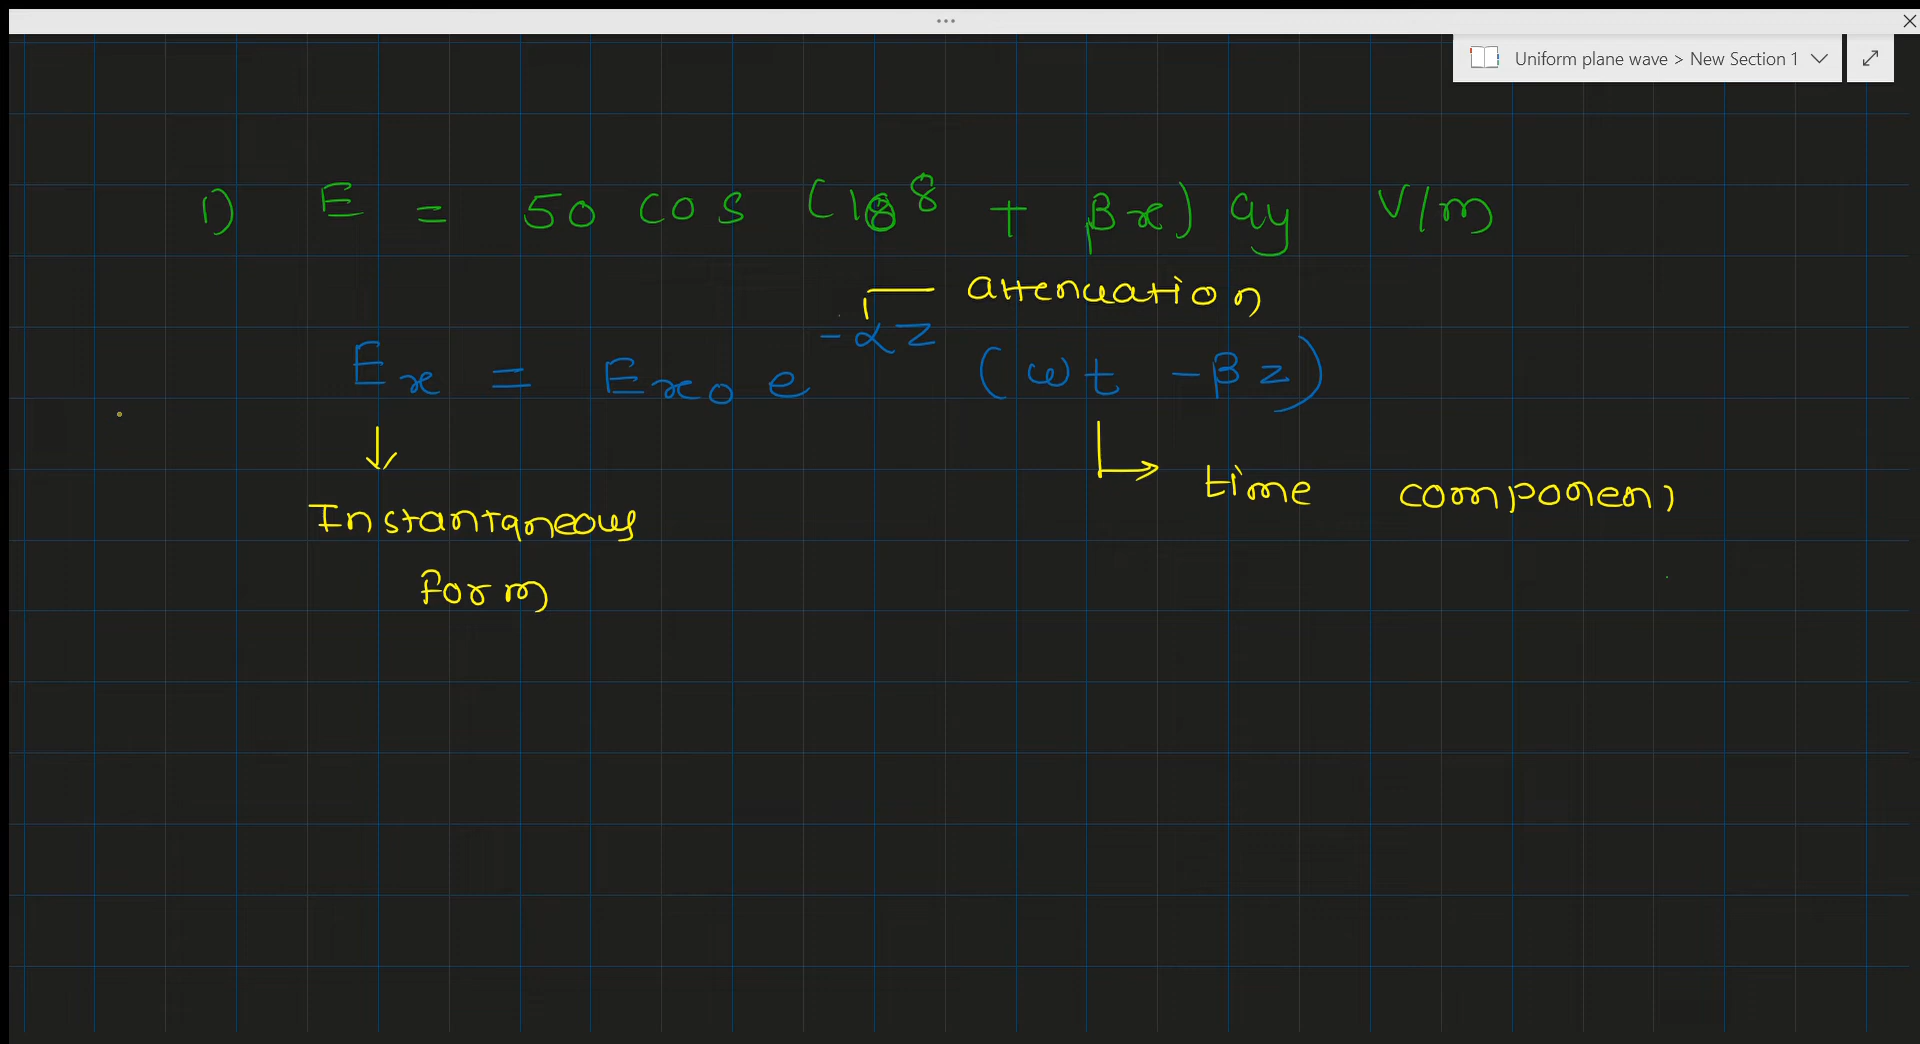 Uniform plane wave > New Section 1
1) E = 50 cos (10^8 + βx) ay V/m
attenuation
Ex = Exo e^-αz (ωt - βz)
time component
Instantaneous
form